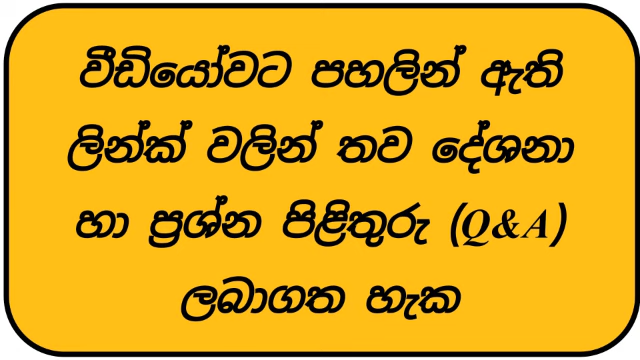 වීඩියෝවට පහලින් ඇති
ලින්ක් වලින් තව දේශනා
හා ප්‍රශ්න පිළිතුරු (Q&A)
ලබාගත හැක